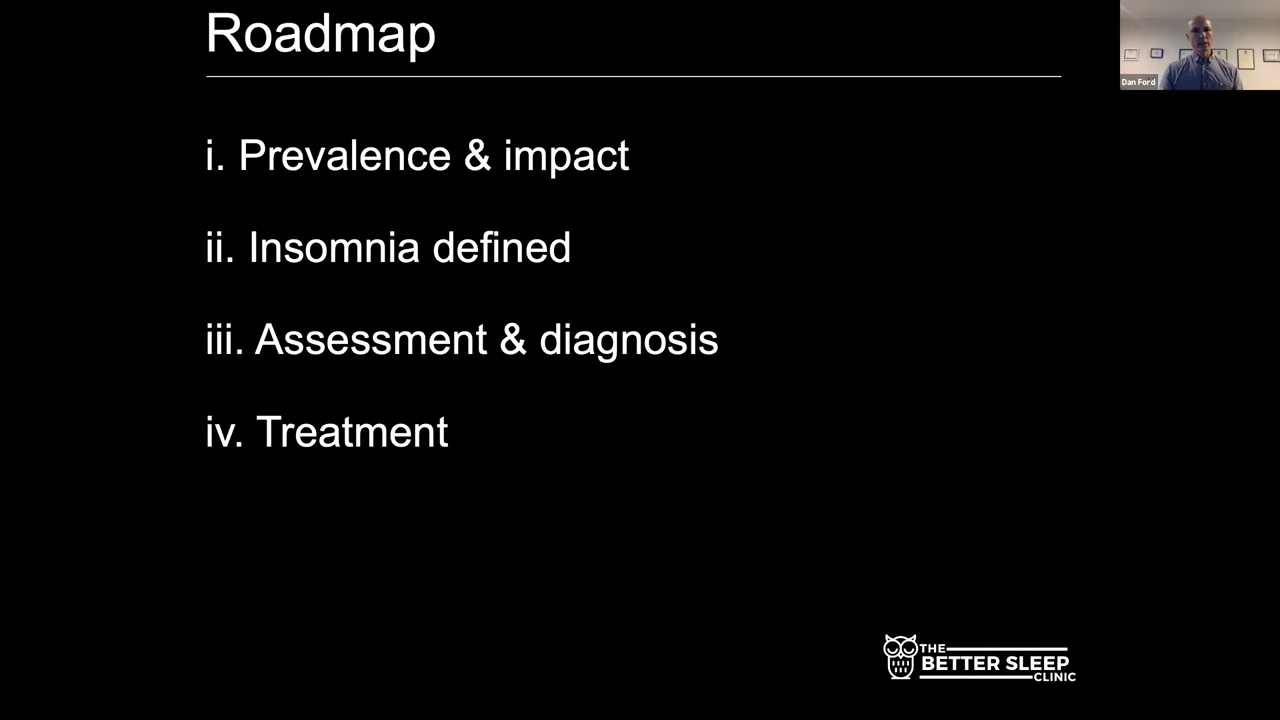 Roadmap
Dan Ford
i. Prevalence & impact
ii. Insomnia defined
iii. Assessment & diagnosis
iv. Treatment
THE
BETTER SLEEP
CLINIC